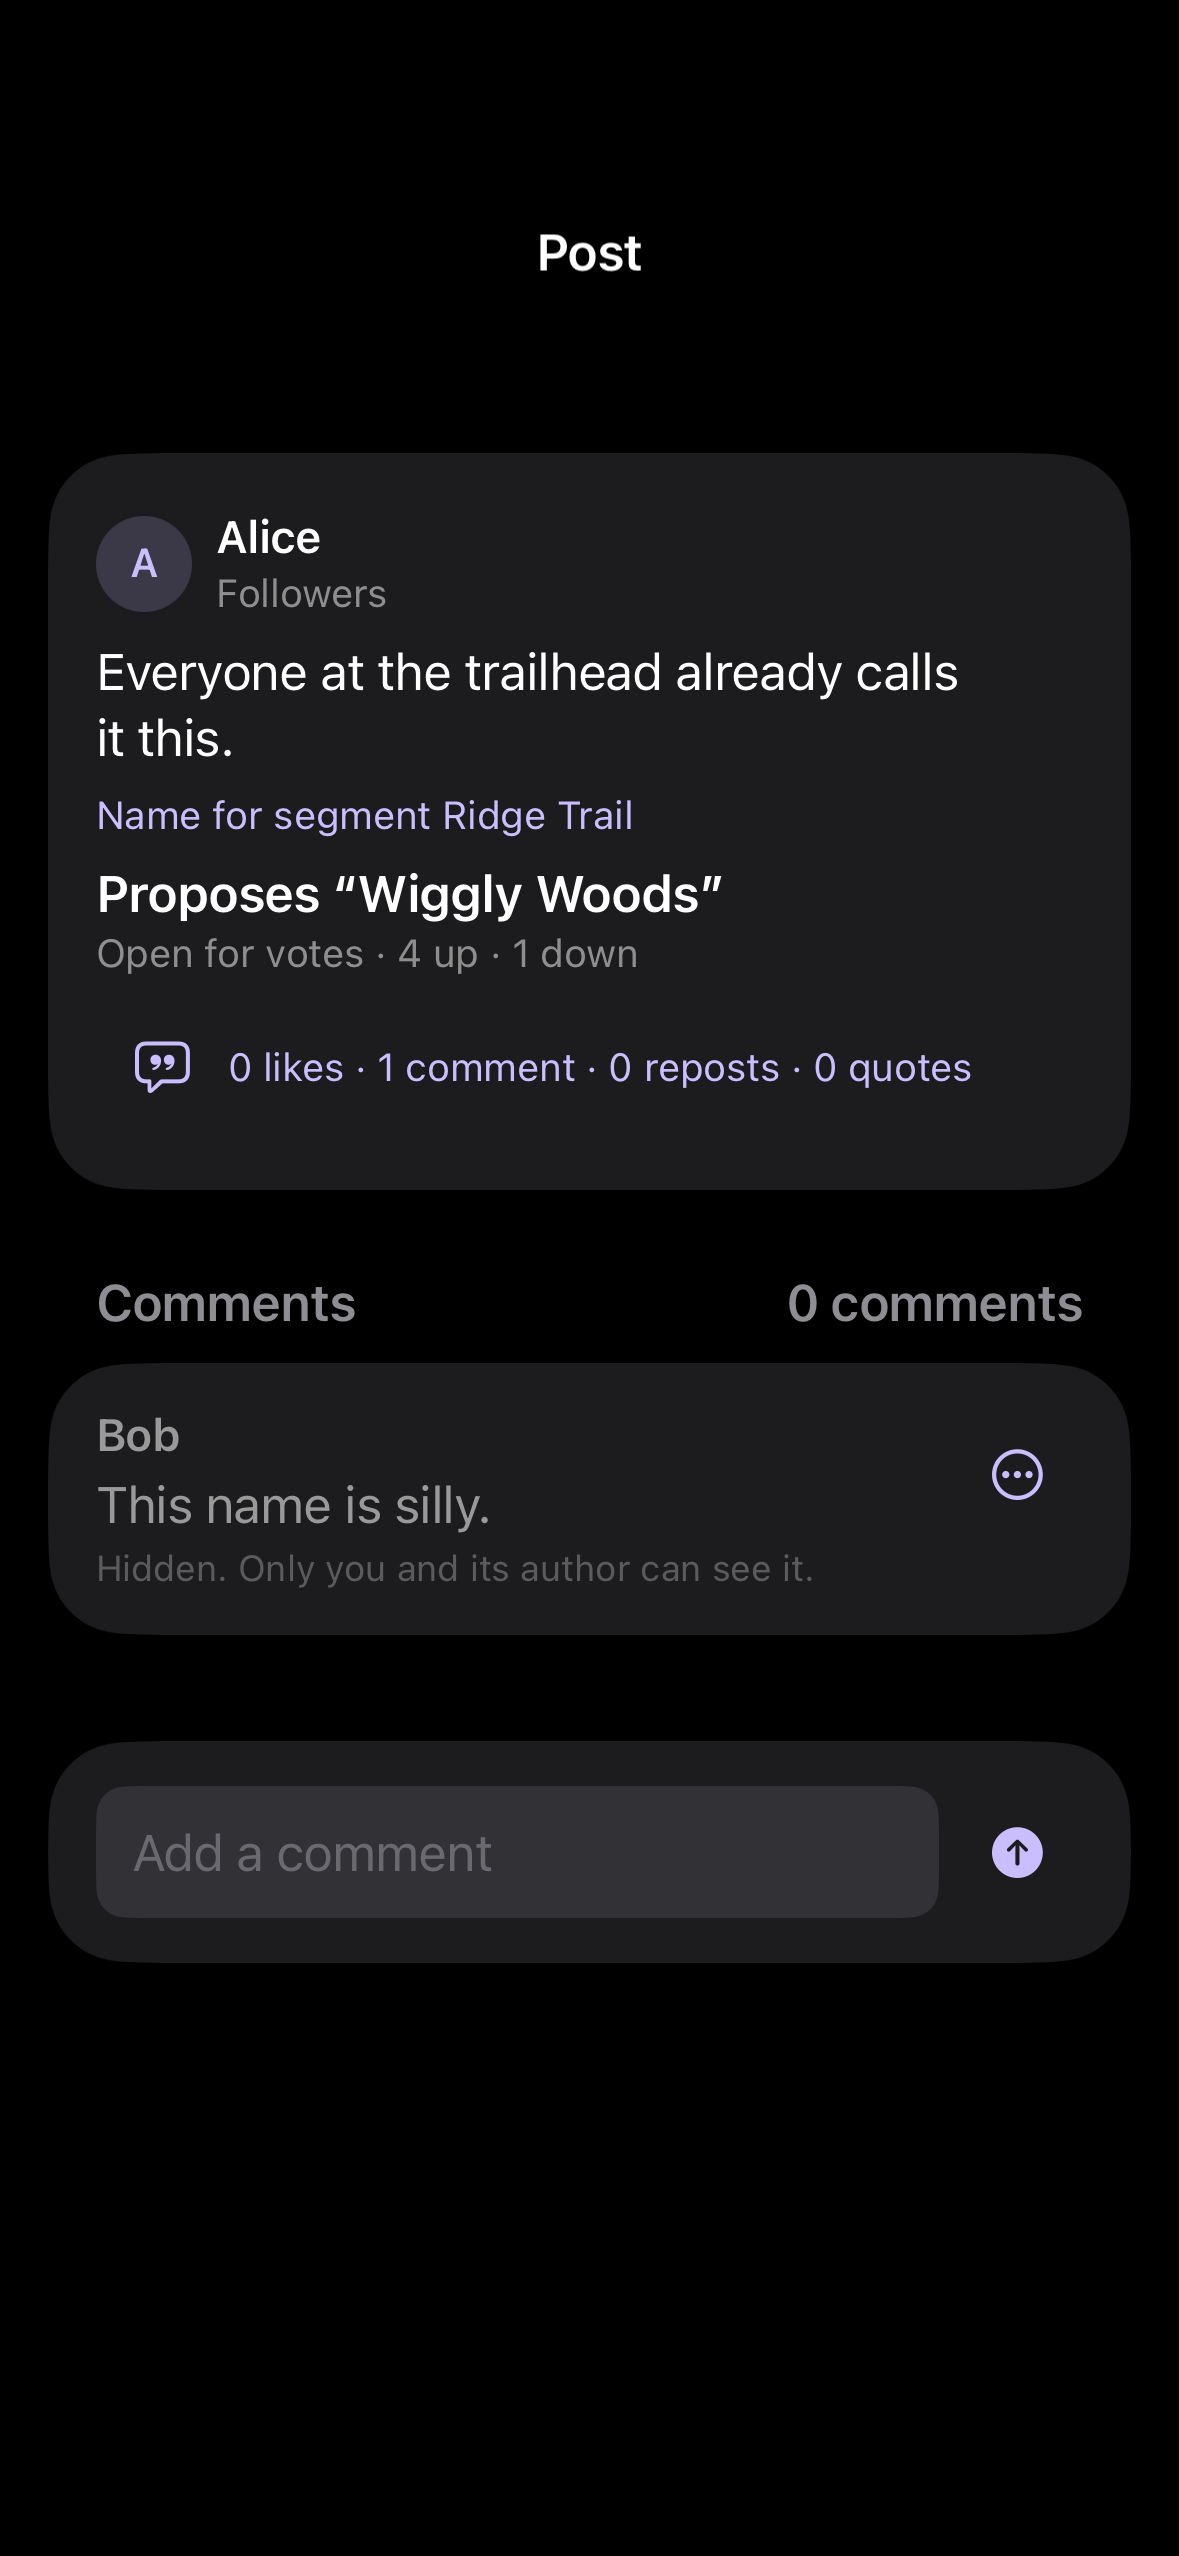 Post
A
Alice
Followers
Everyone at the trailhead already calls
it this.
Name for segment Ridge Trail
Proposes “Wiggly Woods”
Open for votes · 4 up · 1 down
0 likes · 1 comment · 0 reposts · 0 quotes
Comments
0 comments
Bob
This name is silly.
Hidden. Only you and its author can see it.
Add a comment